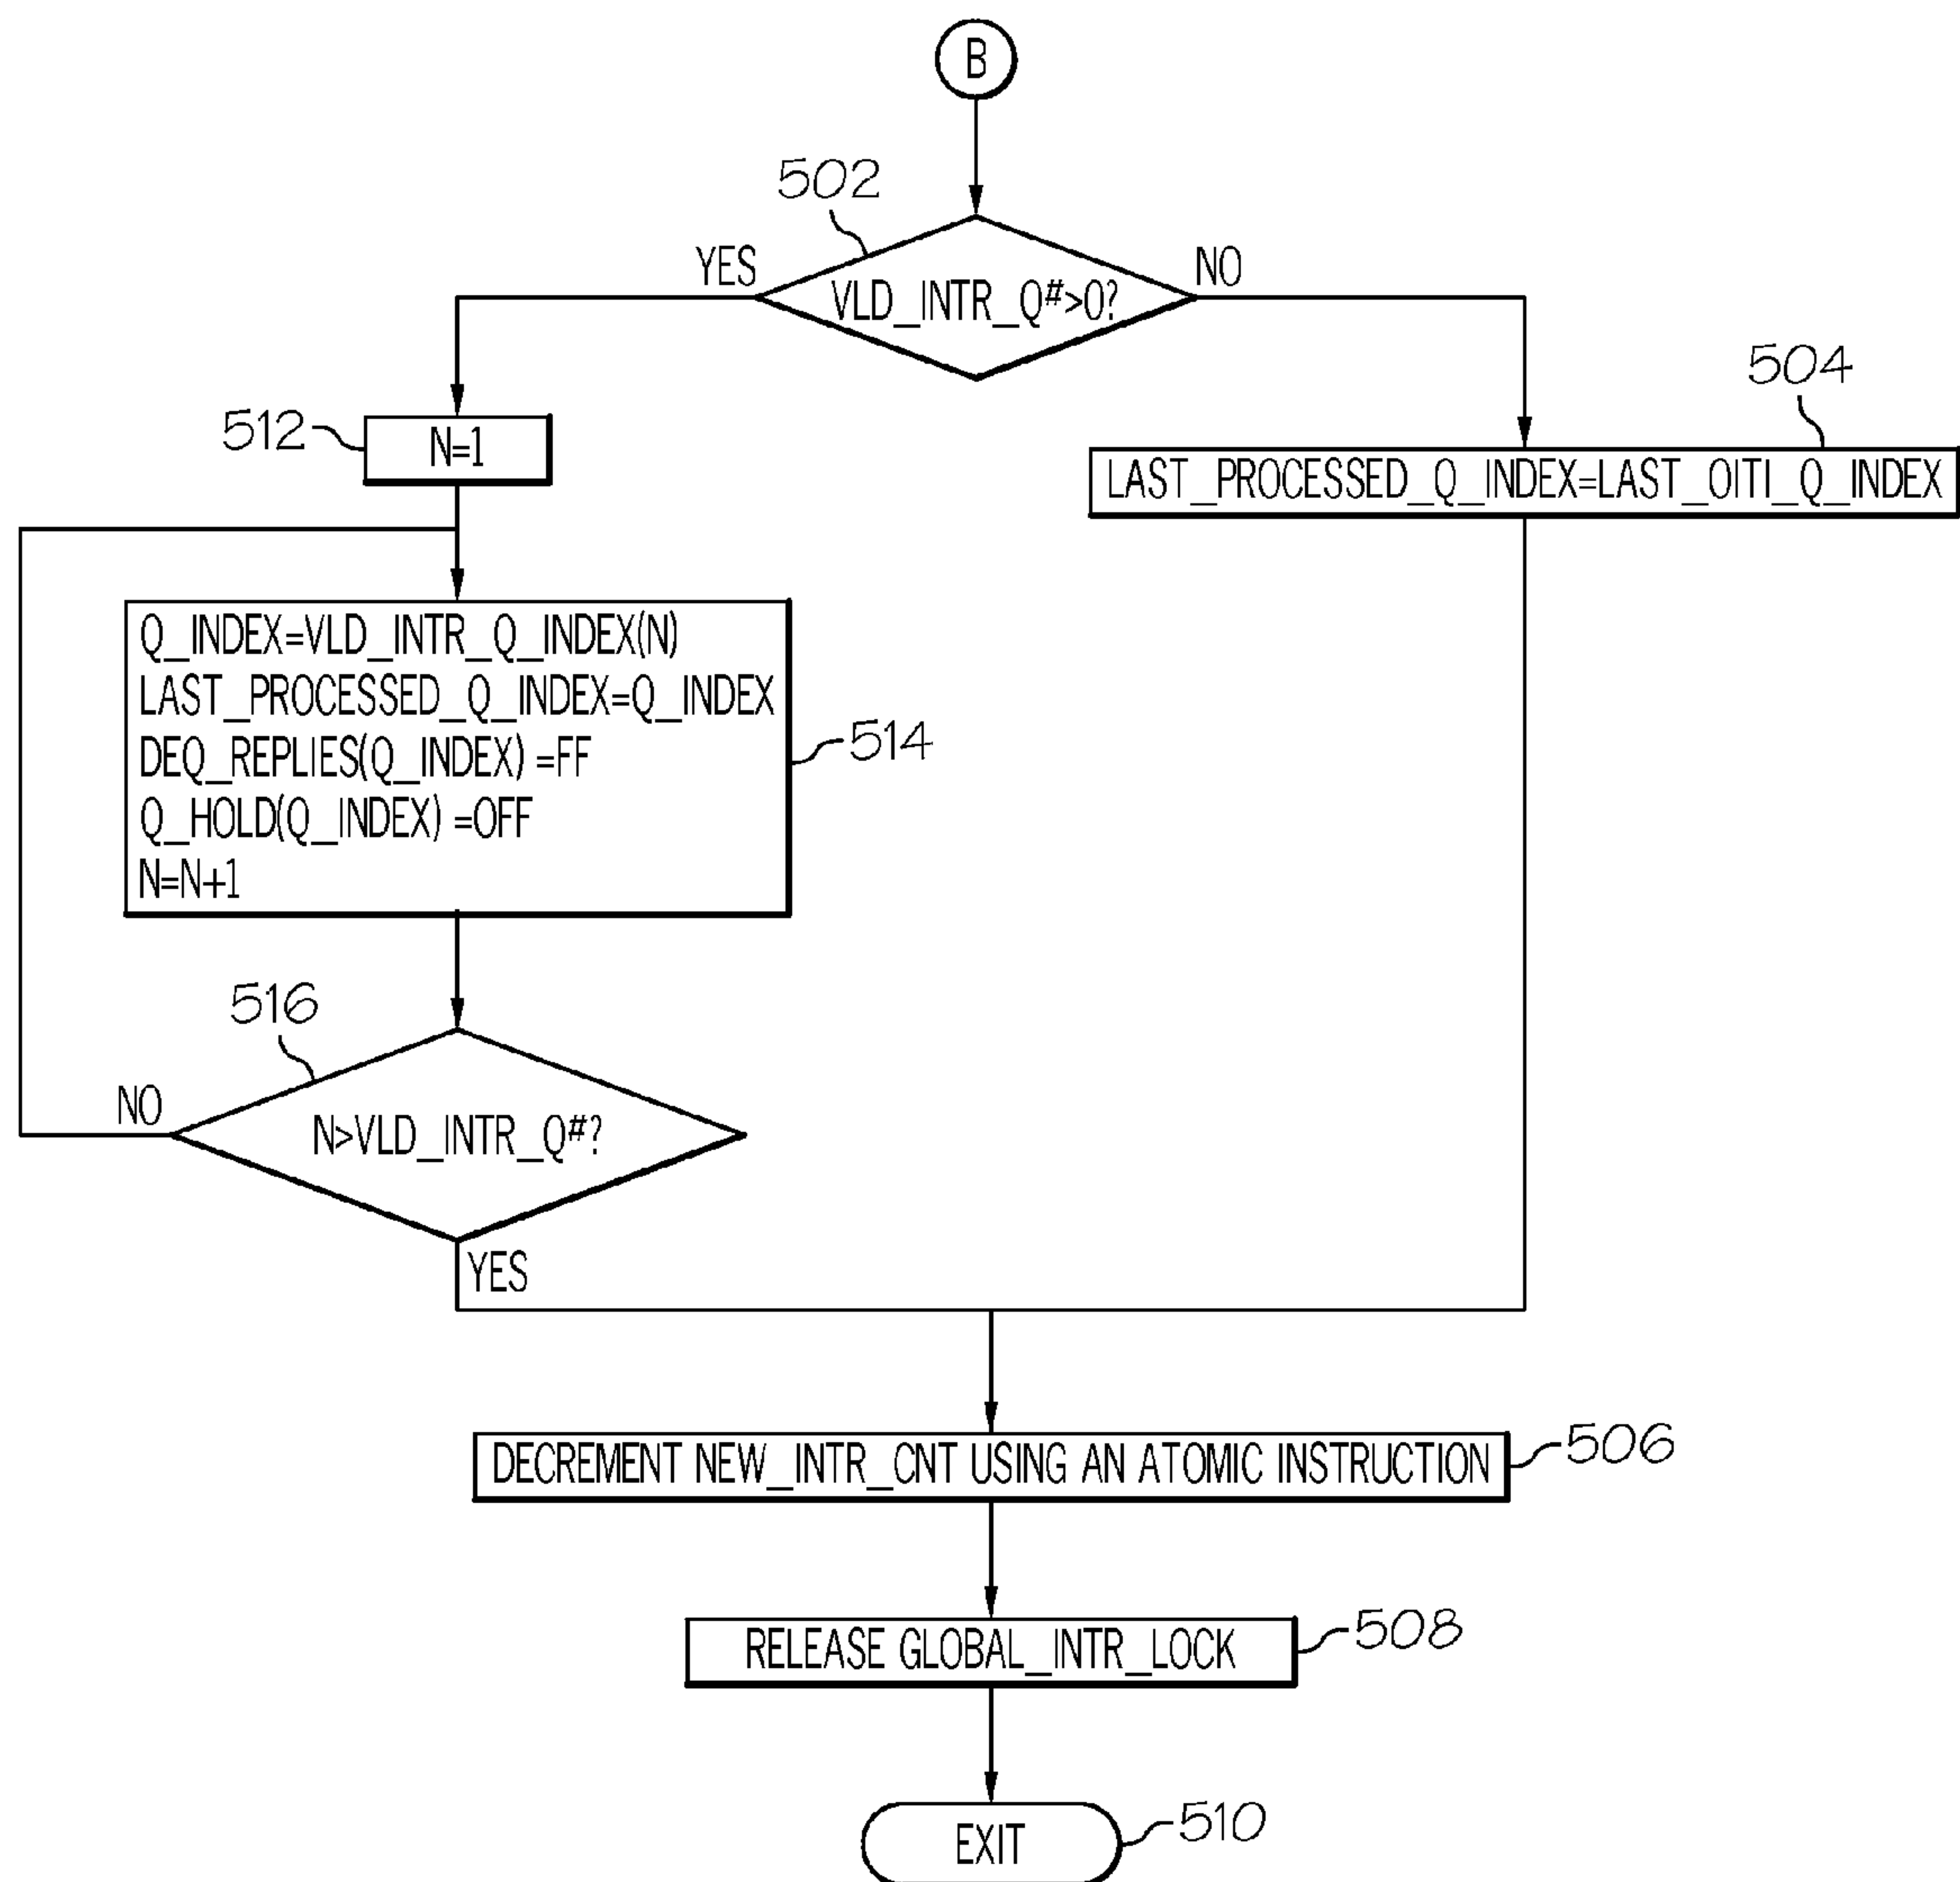 B
502
YES
NO
VLD_INTR_Q#>0?
504
512
N=1
LAST_PROCESSED_Q_INDEX=LAST_OITI_Q_INDEX
Q_INDEX=VLD_INTR_Q_INDEX(N)
LAST_PROCESSED_Q_INDEX=Q_INDEX
DEQ_REPLIES(Q_INDEX) =FF
Q_HOLD(Q_INDEX) =OFF
N=N+1
514
516
NO
N>VLD_INTR_Q#?
YES
DECREMENT NEW_INTR_CNT USING AN ATOMIC INSTRUCTION
506
RELEASE GLOBAL_INTR_LOCK
508
EXIT
510